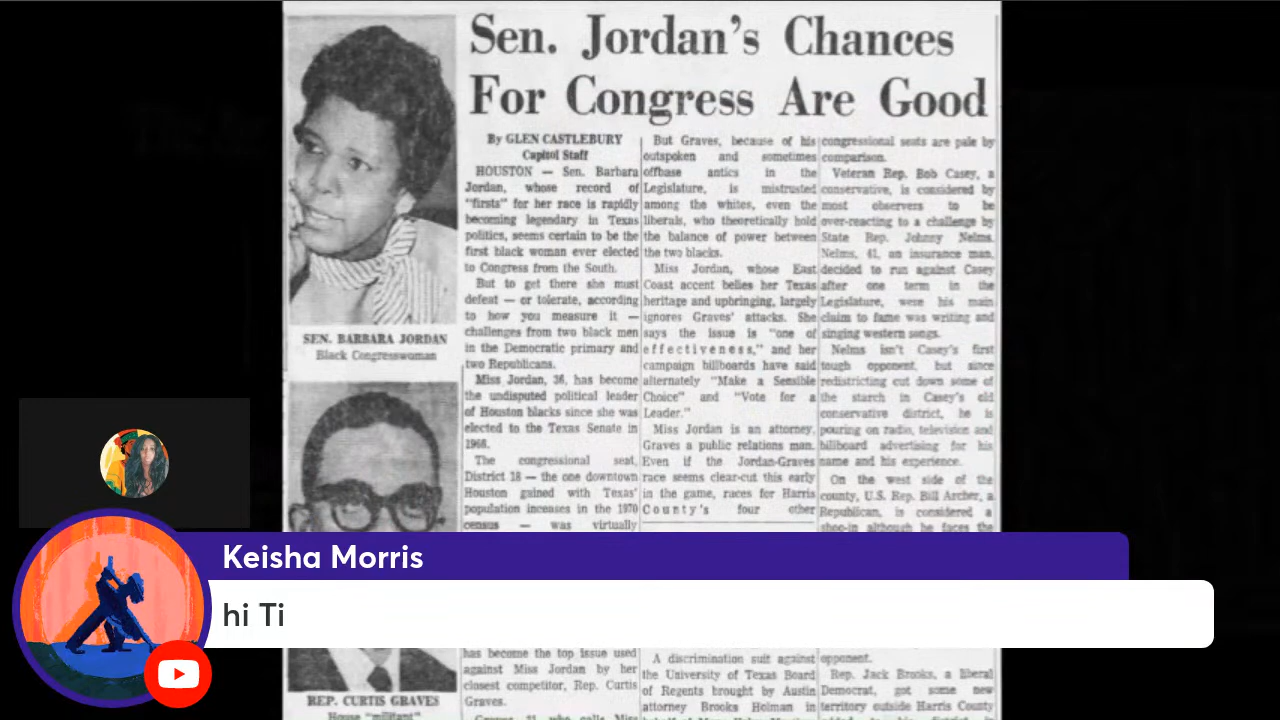 Sen. Jordan's Chances
For Congress Are Good
By GLEN CASTLEBURY
Capitol Staff
HOUSTON — Sen. Barbara
Jordan, whose record of
"firsts" for her race is rapidly
becoming legendary in Texas
politics, seems certain to be the
first black woman ever elected
to Congress from the South.
But to get there she must
defeat — or tolerate, according
to how you measure it —
challenges from two black men
in the Democratic primary and
two Republicans.
Miss Jordan, 36, has become
the undisputed political leader
of Houston blacks since she was
elected to the Texas Senate in
1966.
The congressional seat,
District 18 — the one downtown
Houston gained with Texas'
population inceases in the 1970
census — was virtually
has become the top issue used
against Miss Jordan by her
closest competitor, Rep. Curtis
Graves.
But Graves, because of his
outspoken and sometimes
offbase antics in the
Legislature, is mistrusted
among the whites, even the
liberals, who theoretically hold
the balance of power between
the two blacks.
Miss Jordan, whose East
Coast accent belies her Texas
heritage and upbringing, largely
ignores Graves' attacks. She
says the issue is "one of
effectiveness," and her
campaign billboards have said
alternately "Make a Sensible
Choice" and "Vote for a
Leader."
Miss Jordan is an attorney,
Graves a public relations man.
Even if the Jordan-Graves
race seems clear-cut this early
in the game, races for Harris
County's four other
A discrimination suit against
the University of Texas Board
of Regents brought by Austin
attorney Brooks Holman in
congressional seats are pale by
comparison.
Veteran Rep. Bob Casey, a
conservative, is considered by
most observers to be
over-reacting to a challenge by
State Rep. Johnny Nelms.
Nelms, 41, an insurance man,
decided to run against Casey
after one term in the
Legislature, were his main
claim to fame was writing and
singing western songs.
Nelms isn't Casey's first
tough opponent, but since
redistricting cut down some of
the starch in Casey's old
conservative district, he is
pouring on radio, television and
billboard advertising for his
name and his experience.
On the west side of the
county, U.S. Rep. Bill Archer, a
Republican, is considered a
shoo-in although he faces the
opponent.
Rep. Jack Brooks, a liberal
Democrat, got some new
territory outside Harris County
SEN. BARBARA JORDAN
Black Congresswoman
REP. CURTIS GRAVES
House "militant"
Keisha Morris
hi Ti